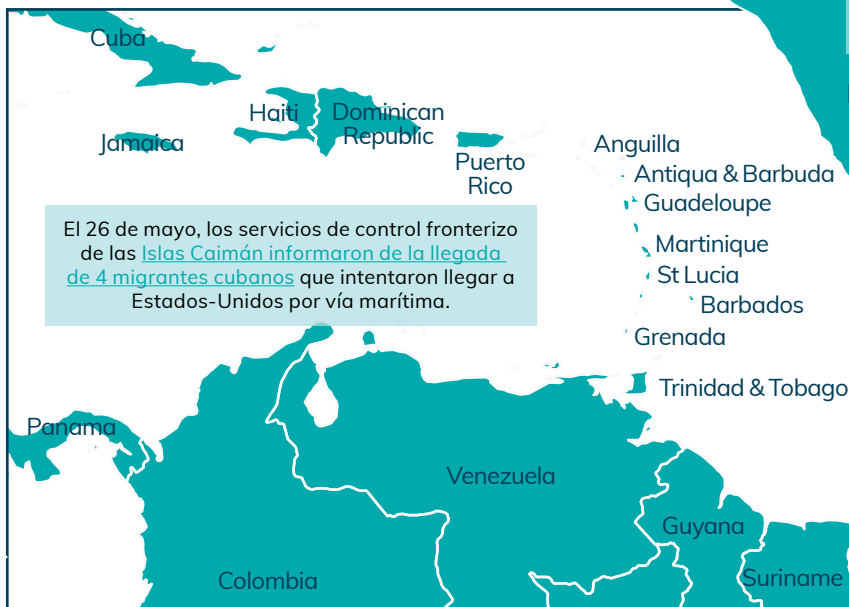 Cuba
Haiti
Dominican
Republic
Jamaica
Puerto
Rico
Anguilla
Antiqua & Barbuda
Guadeloupe
El 26 de mayo, los servicios de control fronterizo
de las Islas Caimán informaron de la llegada
de 4 migrantes cubanos que intentaron llegar a
Estados-Unidos por vía marítima.
Martinique
St Lucia
Barbados
Grenada
Trinidad & Tobago
Panama
Venezuela
Guyana
Colombia
Suriname